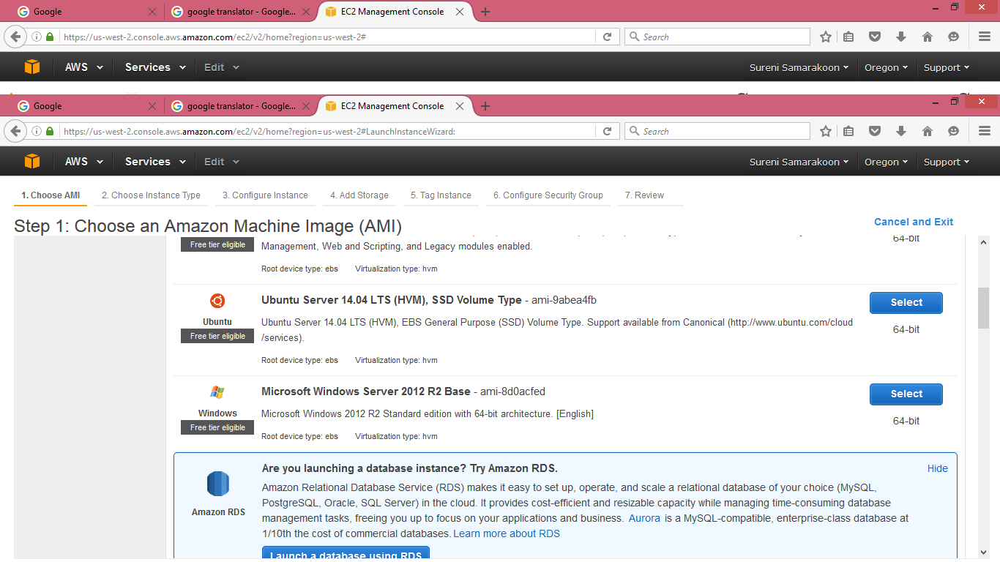 Google
google translator - Google...
EC2 Management Console
https://us-west-2.console.aws.amazon.com/ec2/v2/home?region=us-west-2#
Search
AWS Services Edit
Sureni Samarakoon Oregon Support
Google
google translator - Google...
EC2 Management Console
https://us-west-2.console.aws.amazon.com/ec2/v2/home?region=us-west-2#LaunchInstanceWizard:
Search
AWS Services Edit
Sureni Samarakoon Oregon Support
1. Choose AMI 2. Choose Instance Type 3. Configure Instance 4. Add Storage 5. Tag Instance 6. Configure Security Group 7. Review
Step 1: Choose an Amazon Machine Image (AMI)
Cancel and Exit
Free tier eligible
Management, Web and Scripting, and Legacy modules enabled.
64-bit
Root device type: ebs Virtualization type: hvm
Ubuntu
Free tier eligible
Ubuntu Server 14.04 LTS (HVM), SSD Volume Type - ami-9abea4fb
Ubuntu Server 14.04 LTS (HVM), EBS General Purpose (SSD) Volume Type. Support available from Canonical (http://www.ubuntu.com/cloud
/services).
Root device type: ebs Virtualization type: hvm
Select
64-bit
Windows
Free tier eligible
Microsoft Windows Server 2012 R2 Base - ami-8d0acfed
Microsoft Windows 2012 R2 Standard edition with 64-bit architecture. [English]
Root device type: ebs Virtualization type: hvm
Select
64-bit
Amazon RDS
Are you launching a database instance? Try Amazon RDS.
Hide
Amazon Relational Database Service (RDS) makes it easy to set up, operate, and scale a relational database of your choice (MySQL,
PostgreSQL, Oracle, SQL Server) in the cloud. It provides cost-efficient and resizable capacity while managing time-consuming database
management tasks, freeing you up to focus on your applications and business. Aurora is a MySQL-compatible, enterprise-class database at
1/10th the cost of commercial databases. Learn more about RDS
Launch a database using RDS